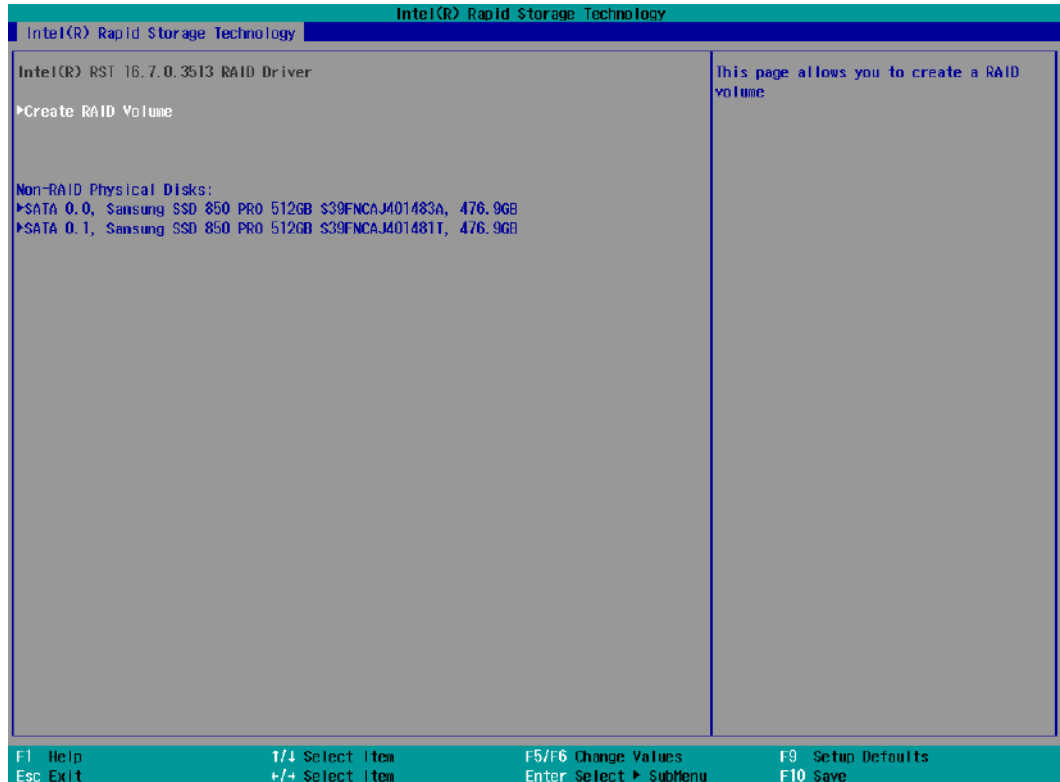 Intel(R) Rapid Storage Technology
Intel(R) Rapid Storage Technology
Intel(R) RST 16.7.0.3513 RAID Driver
▶Create RAID Volume
Non-RAID Physical Disks:
▶SATA 0.0, Samsung SSD 850 PRO 512GB S39FNCAJ401483A, 476.9GB
▶SATA 0.1, Samsung SSD 850 PRO 512GB S39FNCAJ401481T, 476.9GB
This page allows you to create a RAID
volume
F1 Help ↑/↓ Select Item F5/F6 Change Values F9 Setup Defaults
Esc Exit ←/→ Select Item Enter Select ▶ SubMenu F10 Save